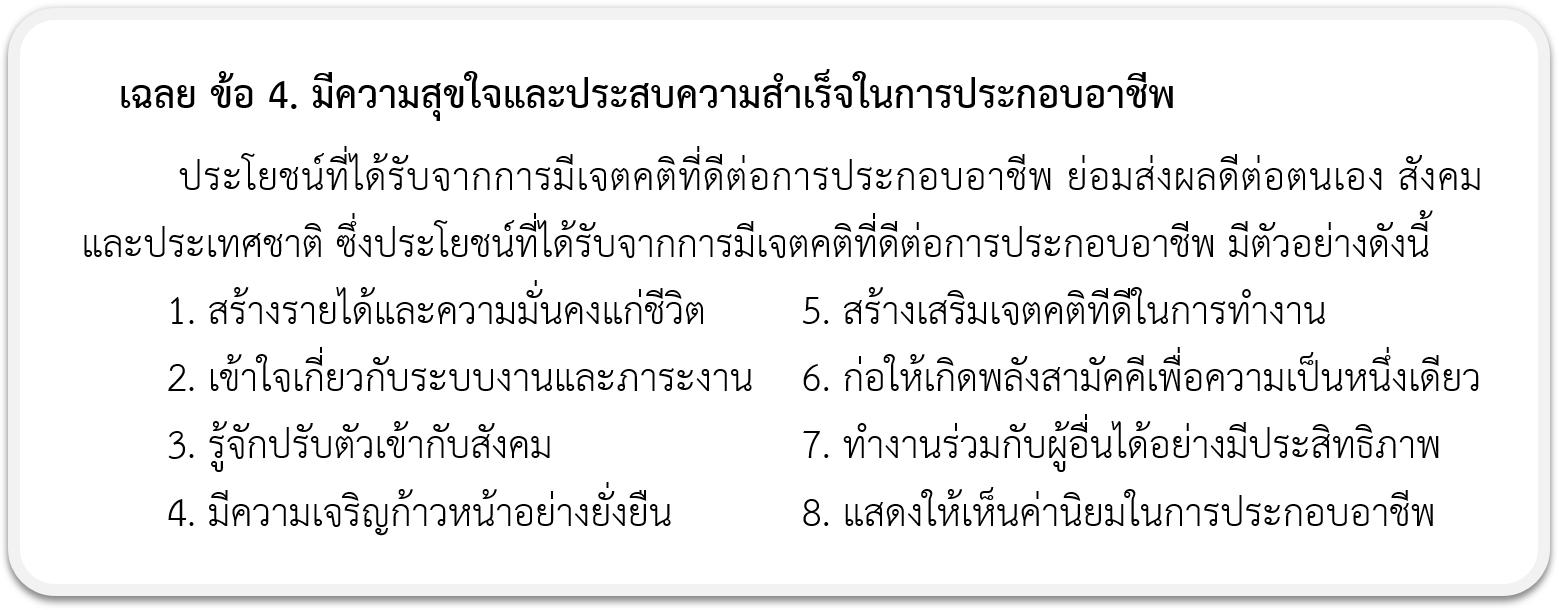 เฉลย ข้อ 4. มีความสุขใจและประสบความสำเร็จในการประกอบอาชีพ
ประโยชน์ที่ได้รับจากการมีเจตคติที่ดีต่อการประกอบอาชีพ ย่อมส่งผลดีต่อตนเอง สังคม
และประเทศชาติ ซึ่งประโยชน์ที่ได้รับจากการมีเจตคติที่ดีต่อการประกอบอาชีพ มีตัวอย่างดังนี้
1. สร้างรายได้และความมั่นคงแก่ชีวิต
2. เข้าใจเกี่ยวกับระบบงานและภาระงาน
3. รู้จักปรับตัวเข้ากับสังคม
4. มีความเจริญก้าวหน้าอย่างยั่งยืน
5. สร้างเสริมเจตคติทีดีในการทำงาน
6. ก่อให้เกิดพลังสามัคคีเพื่อความเป็นหนึ่งเดียว
7. ทำงานร่วมกับผู้อื่นได้อย่างมีประสิทธิภาพ
8. แสดงให้เห็นค่านิยมในการประกอบอาชีพ